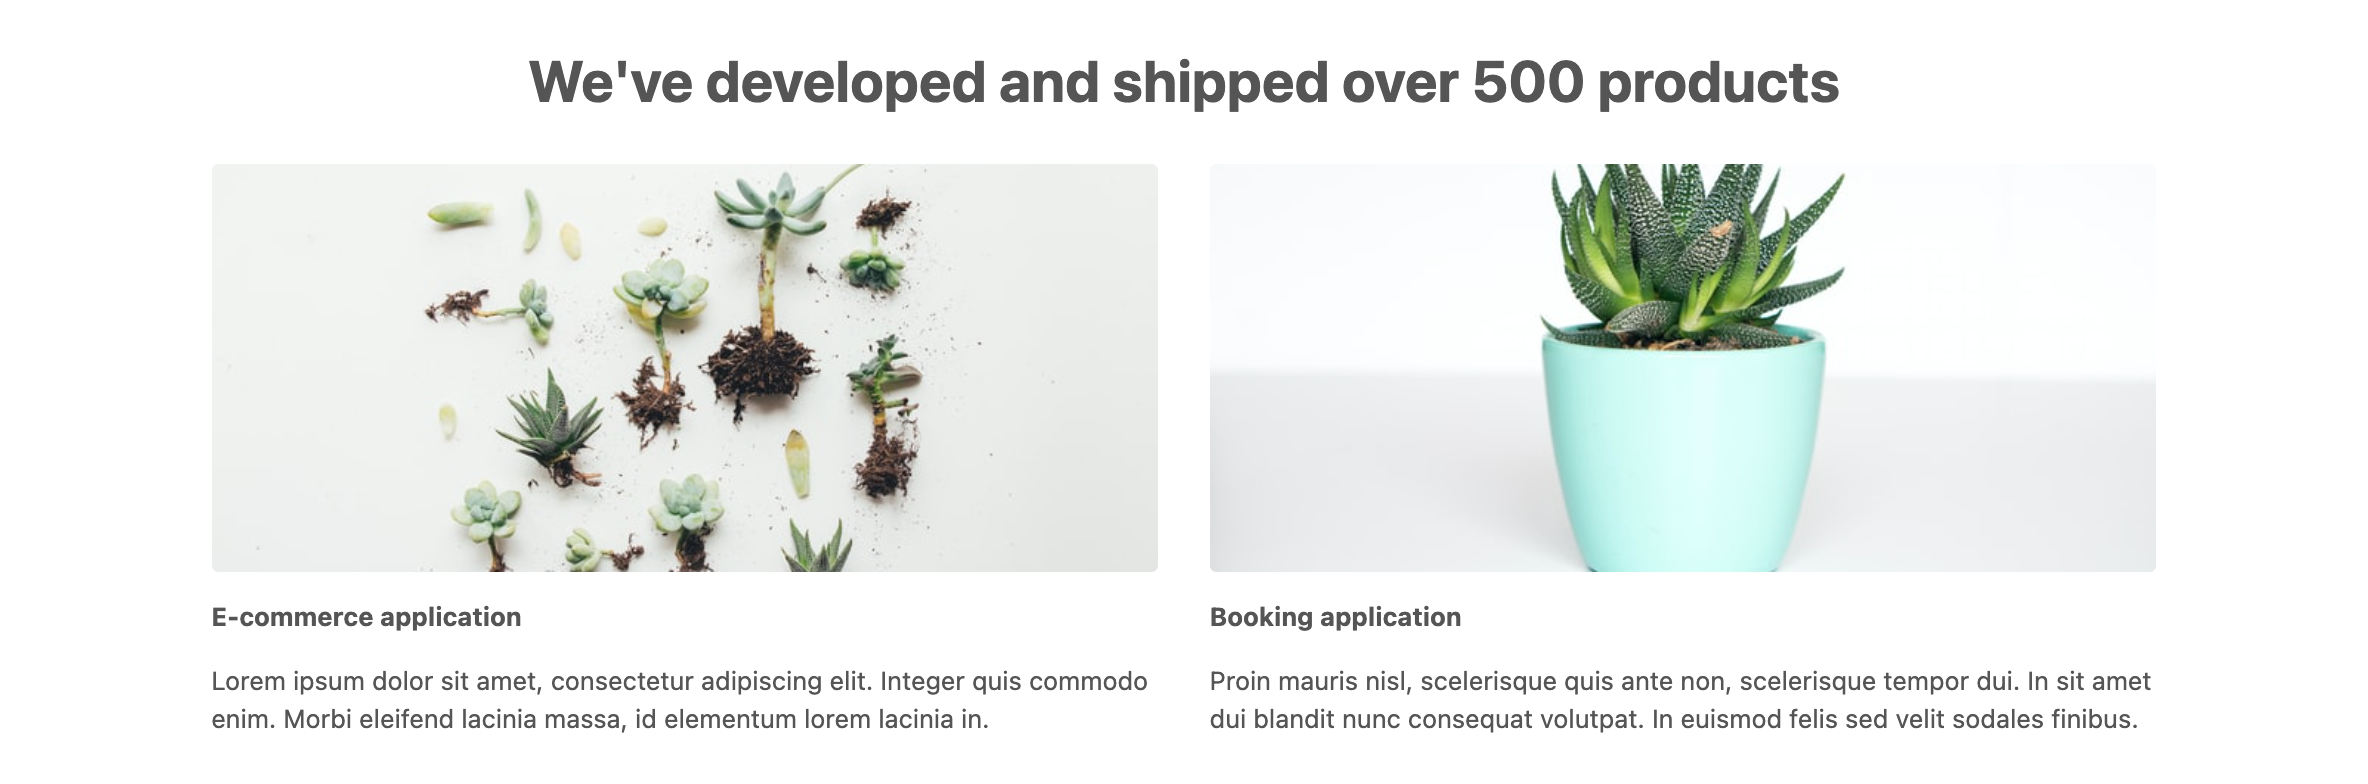 We've developed and shipped over 500 products
E-commerce application
Lorem ipsum dolor sit amet, consectetur adipiscing elit. Integer quis commodo
enim. Morbi eleifend lacinia massa, id elementum lorem lacinia in.
Booking application
Proin mauris nisl, scelerisque quis ante non, scelerisque tempor dui. In sit amet
dui blandit nunc consequat volutpat. In euismod felis sed velit sodales finibus.